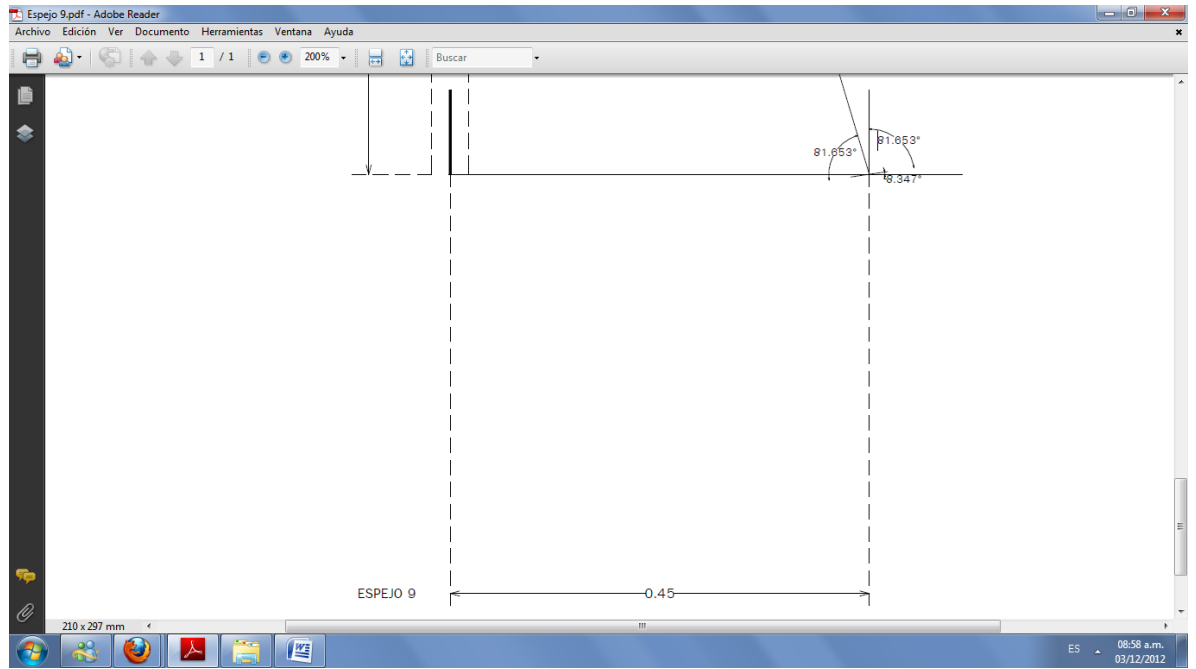 Espejo 9.pdf - Adobe Reader
Archivo Edición Ver Documento Herramientas Ventana Ayuda
1 / 1 200% Buscar
81.653°
81.653°
8.347°
ESPEJO 9 0.45
210 x 297 mm
ES 08:58 a.m.
03/12/2012